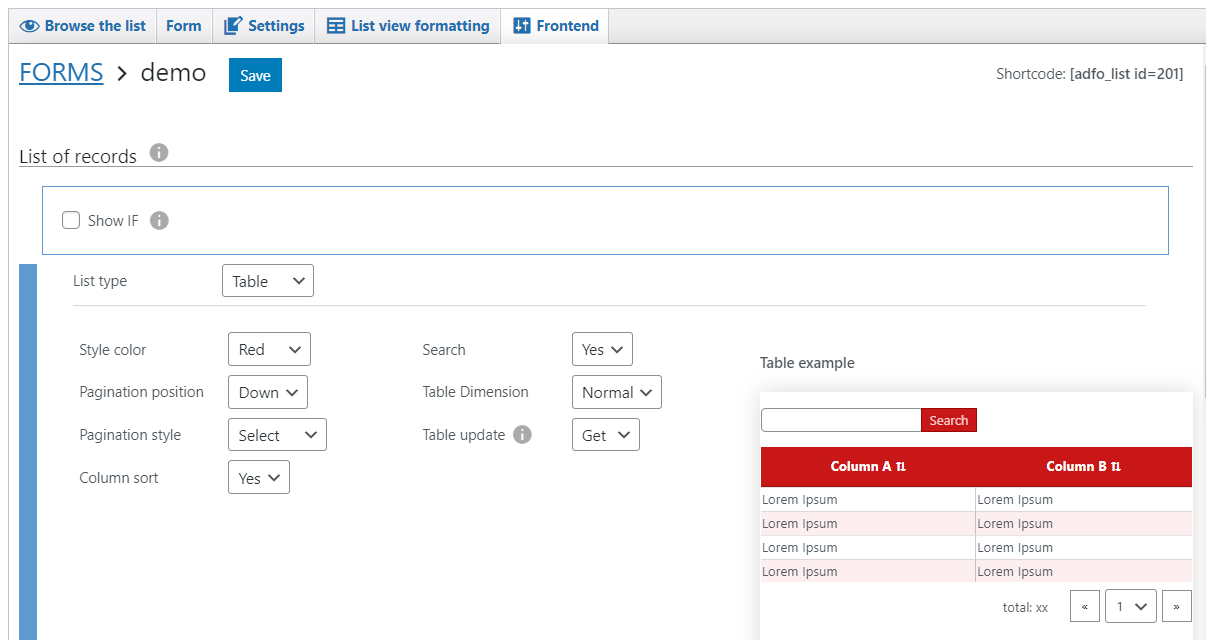 Browse the list Form Settings List view formatting Frontend
FORMS > demo Save Shortcode: [adfo_list id=201]
List of records
Show IF
List type Table
Style color Red Search Yes
Table example
Pagination position Down Table Dimension Normal
Search
Pagination style Select Table update Get
Column A Column B
Column sort Yes
Lorem Ipsum Lorem Ipsum
Lorem Ipsum Lorem Ipsum
Lorem Ipsum Lorem Ipsum
Lorem Ipsum Lorem Ipsum
total: xx « 1 »